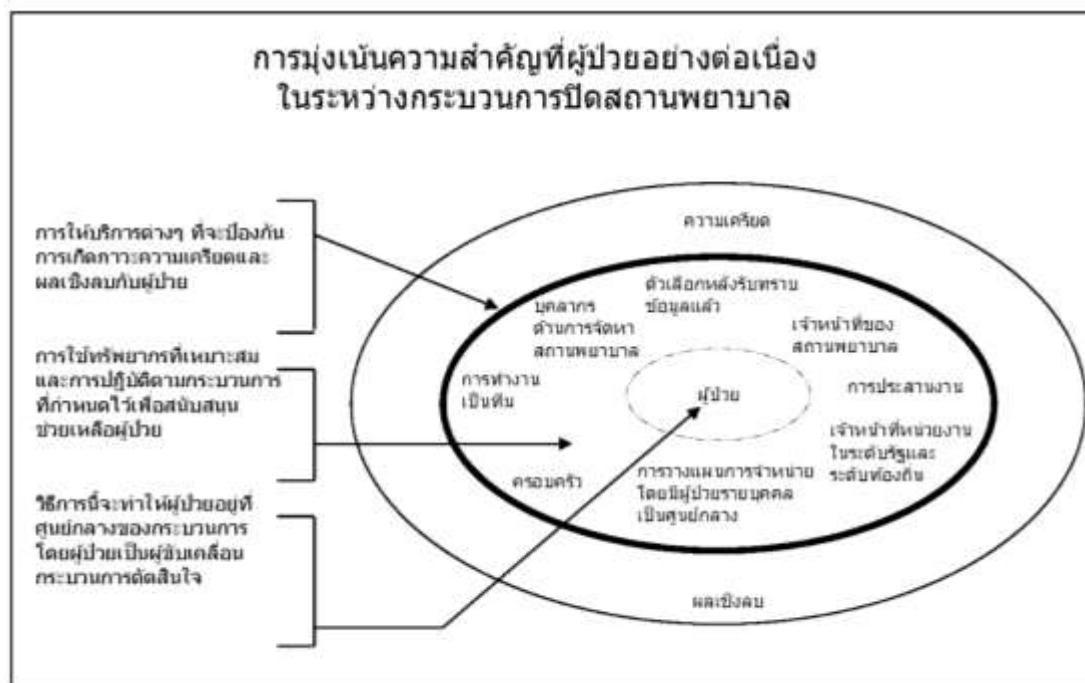 การมุ่งเน้นความสำคัญที่ผู้ป่วยอย่างต่อเนื่อง
ในระหว่างกระบวนการปิดสถานพยาบาล
การให้บริการต่างๆ ที่จะป้องกัน
การเกิดภาวะความเครียดและ
ผลเชิงลบกับผู้ป่วย
การใช้ทรัพยากรที่เหมาะสม
และการปฏิบัติตามกระบวนการ
ที่กำหนดไว้เพื่อสนับสนุน
ช่วยเหลือผู้ป่วย
วิธีการนี้จะทำให้ผู้ป่วยอยู่ที่
ศูนย์กลางของกระบวนการ
โดยผู้ป่วยเป็นผู้ขับเคลื่อน
กระบวนการตัดสินใจ
ความเครียด
ตัวเลือกหลังรับทราบ
ข้อมูลแล้ว
บุคลากร
ด้านการจัดหา
สถานพยาบาล
เจ้าหน้าที่ของ
สถานพยาบาล
การทำงาน
เป็นทีม
ผู้ป่วย
การประสานงาน
เจ้าหน้าที่หน่วยงาน
ในระดับรัฐและ
ระดับท้องถิ่น
ครอบครัว
การวางแผนการจำหน่าย
โดยมีผู้ป่วยรายบุคคล
เป็นศูนย์กลาง
ผลเชิงลบ